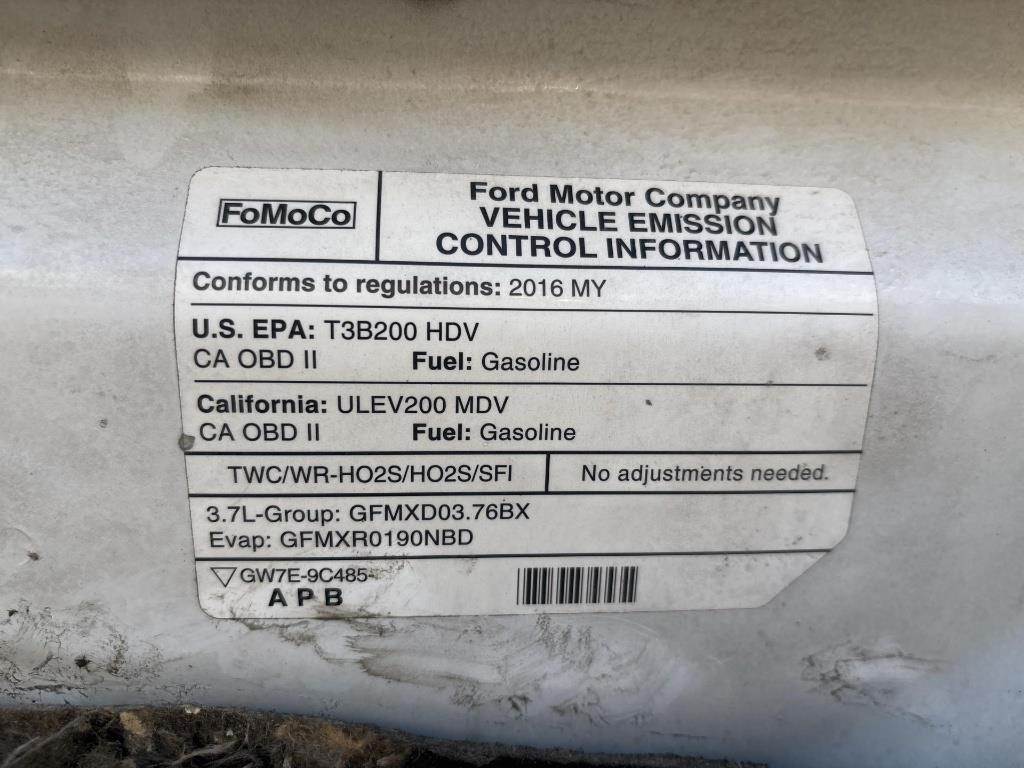 FoMoCo
Ford Motor Company
VEHICLE EMISSION
CONTROL INFORMATION
Conforms to regulations: 2016 MY
U.S. EPA: T3B200 HDV
CA OBD II Fuel: Gasoline
California: ULEV200 MDV
CA OBD II Fuel: Gasoline
TWC/WR-HO2S/HO2S/SFI
No adjustments needed.
3.7L-Group: GFMXD03.76BX
Evap: GFMXR0190NBD
GW7E-9C485-
A P B